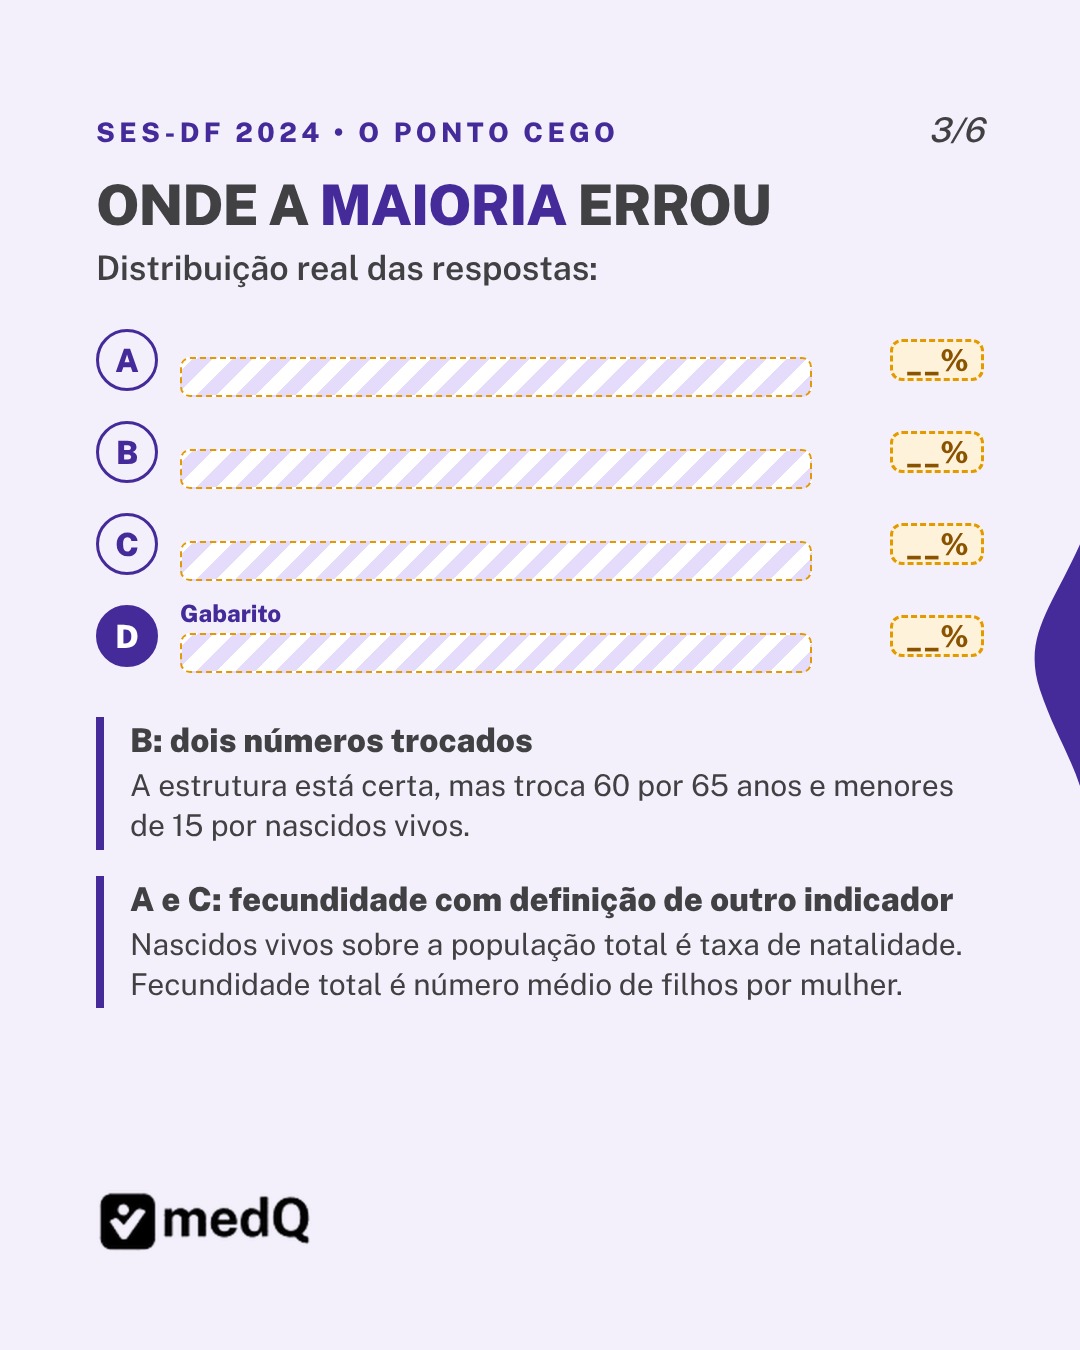 SES-DF 2024 • O PONTO CEGO
3/6
ONDE A MAIORIA ERROU
Distribuição real das respostas:
A
__%
B
__%
C
__%
Gabarito
D
__%
B: dois números trocados
A estrutura está certa, mas troca 60 por 65 anos e menores
de 15 por nascidos vivos.
A e C: fecundidade com definição de outro indicador
Nascidos vivos sobre a população total é taxa de natalidade.
Fecundidade total é número médio de filhos por mulher.
medQ